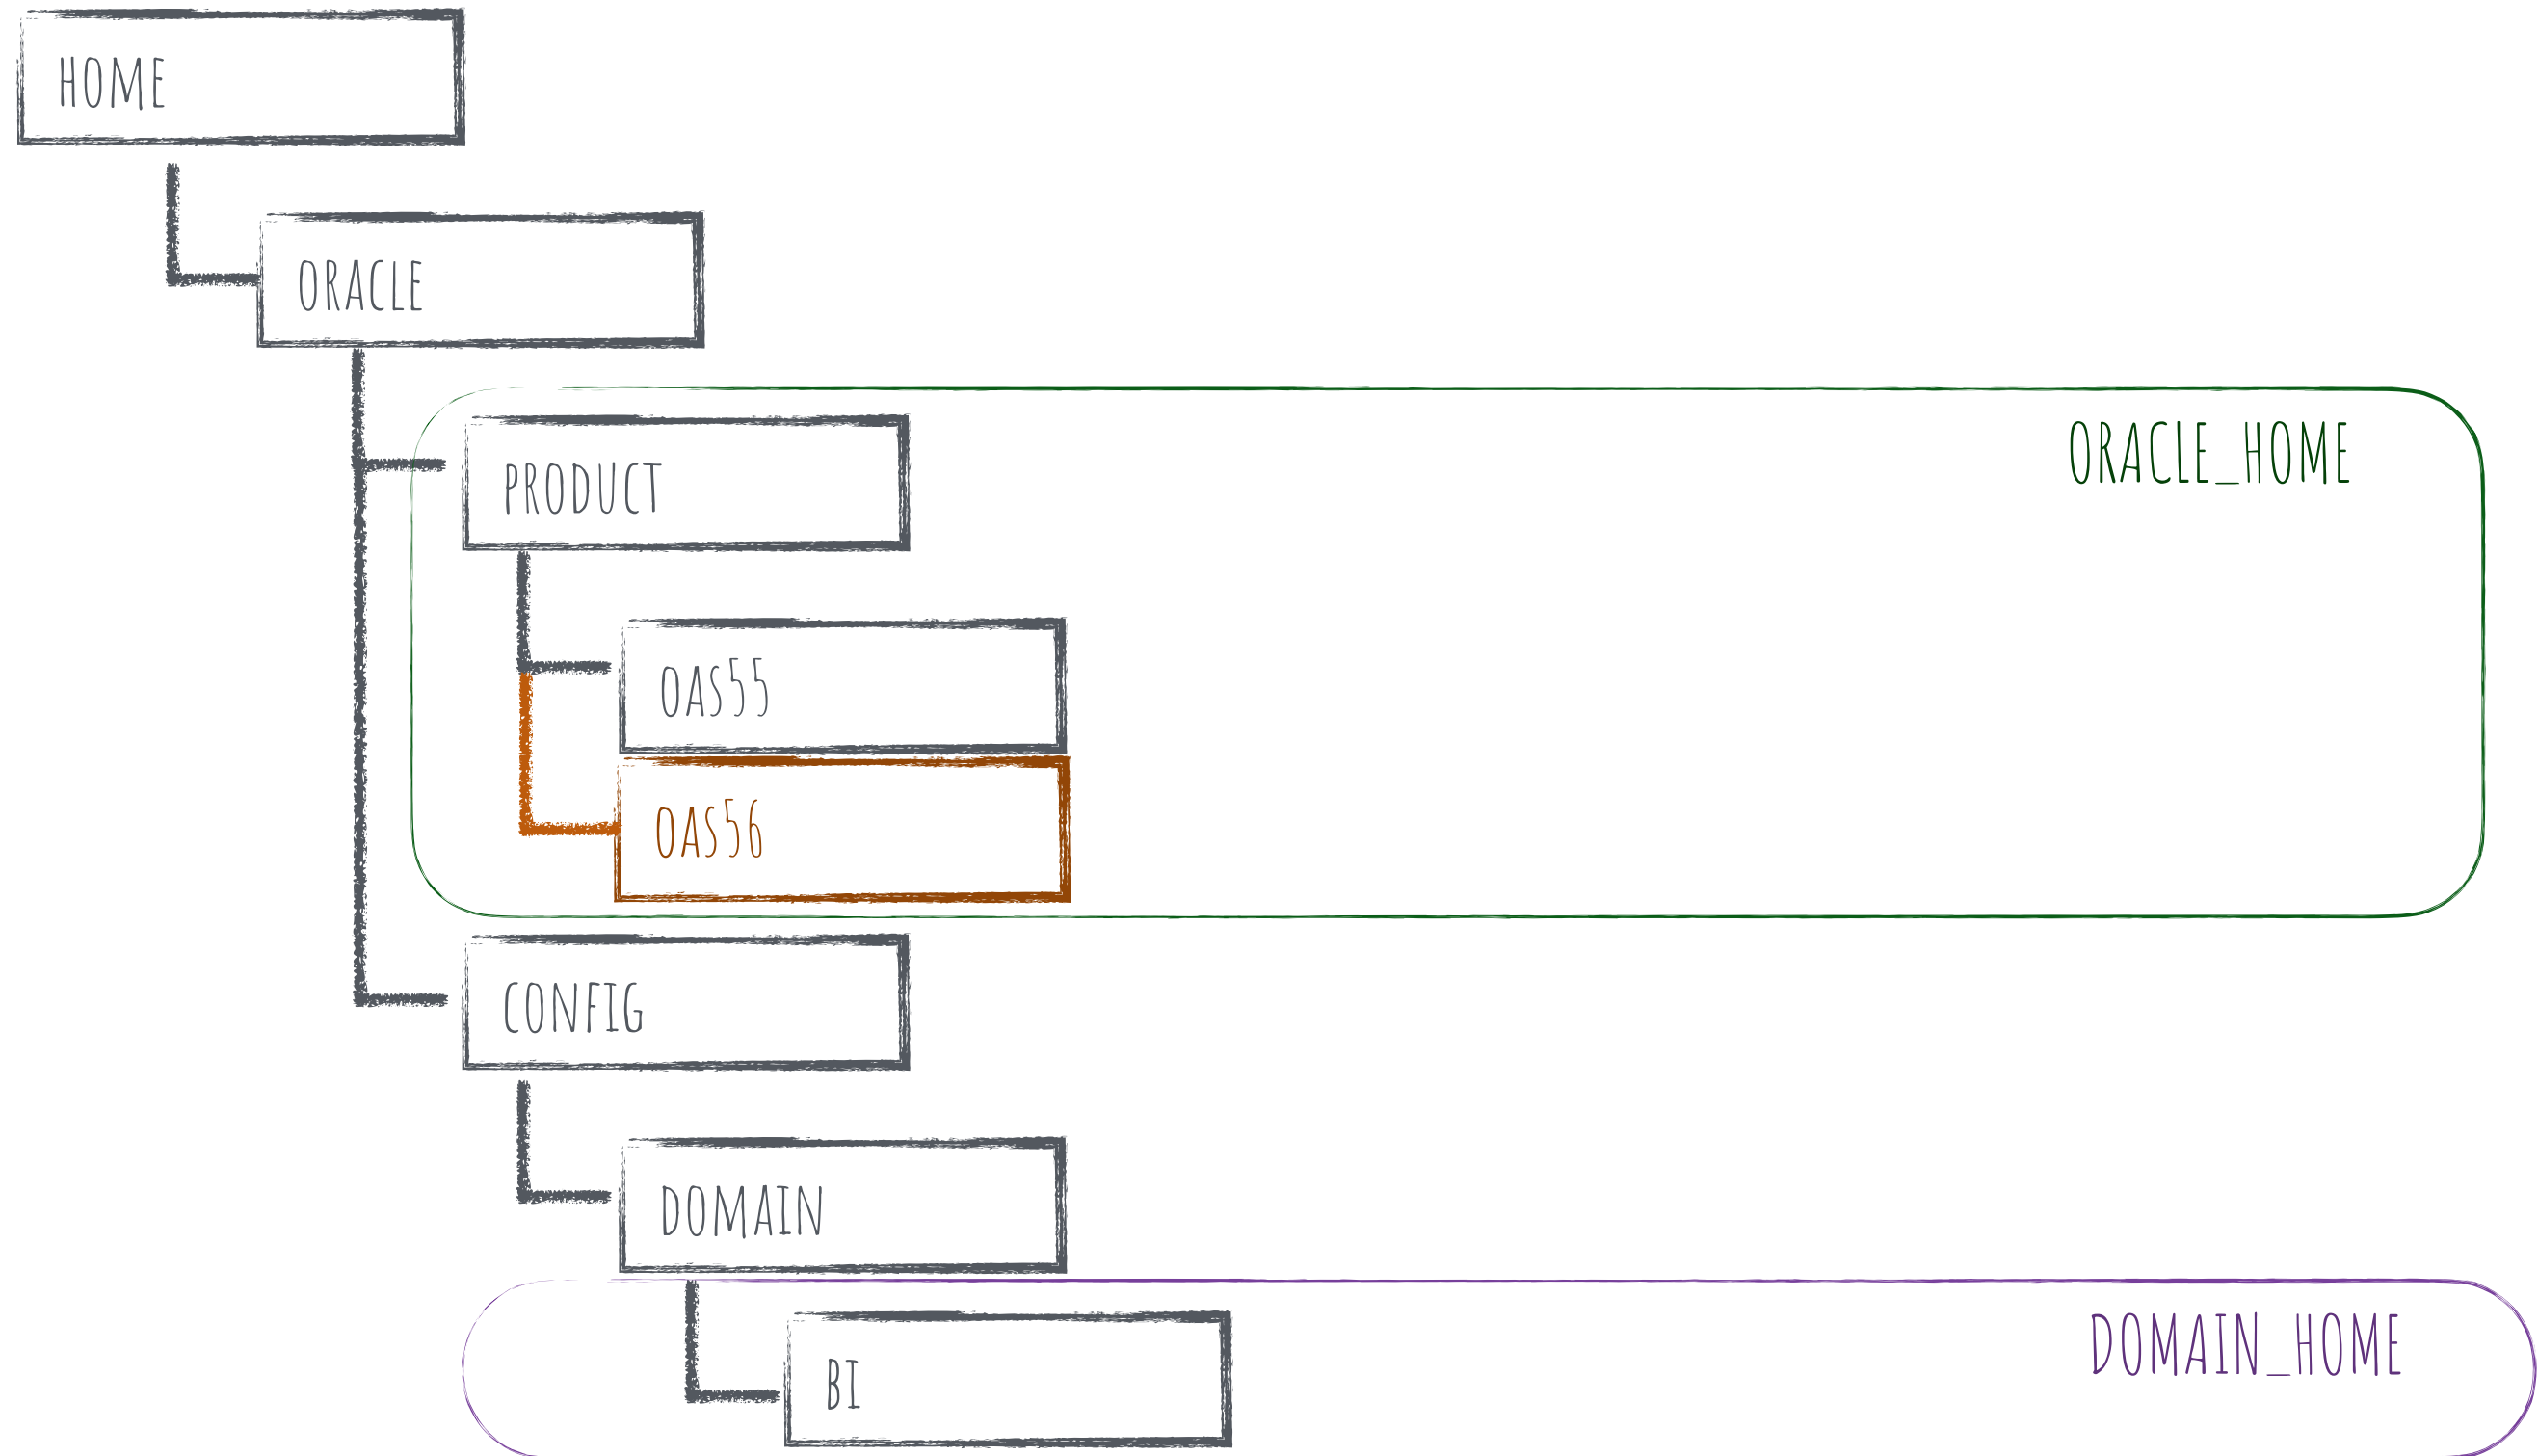 HOME
ORACLE
ORACLE_HOME
PRODUCT
OAS55
OAS56
CONFIG
DOMAIN
DOMAIN_HOME
BI